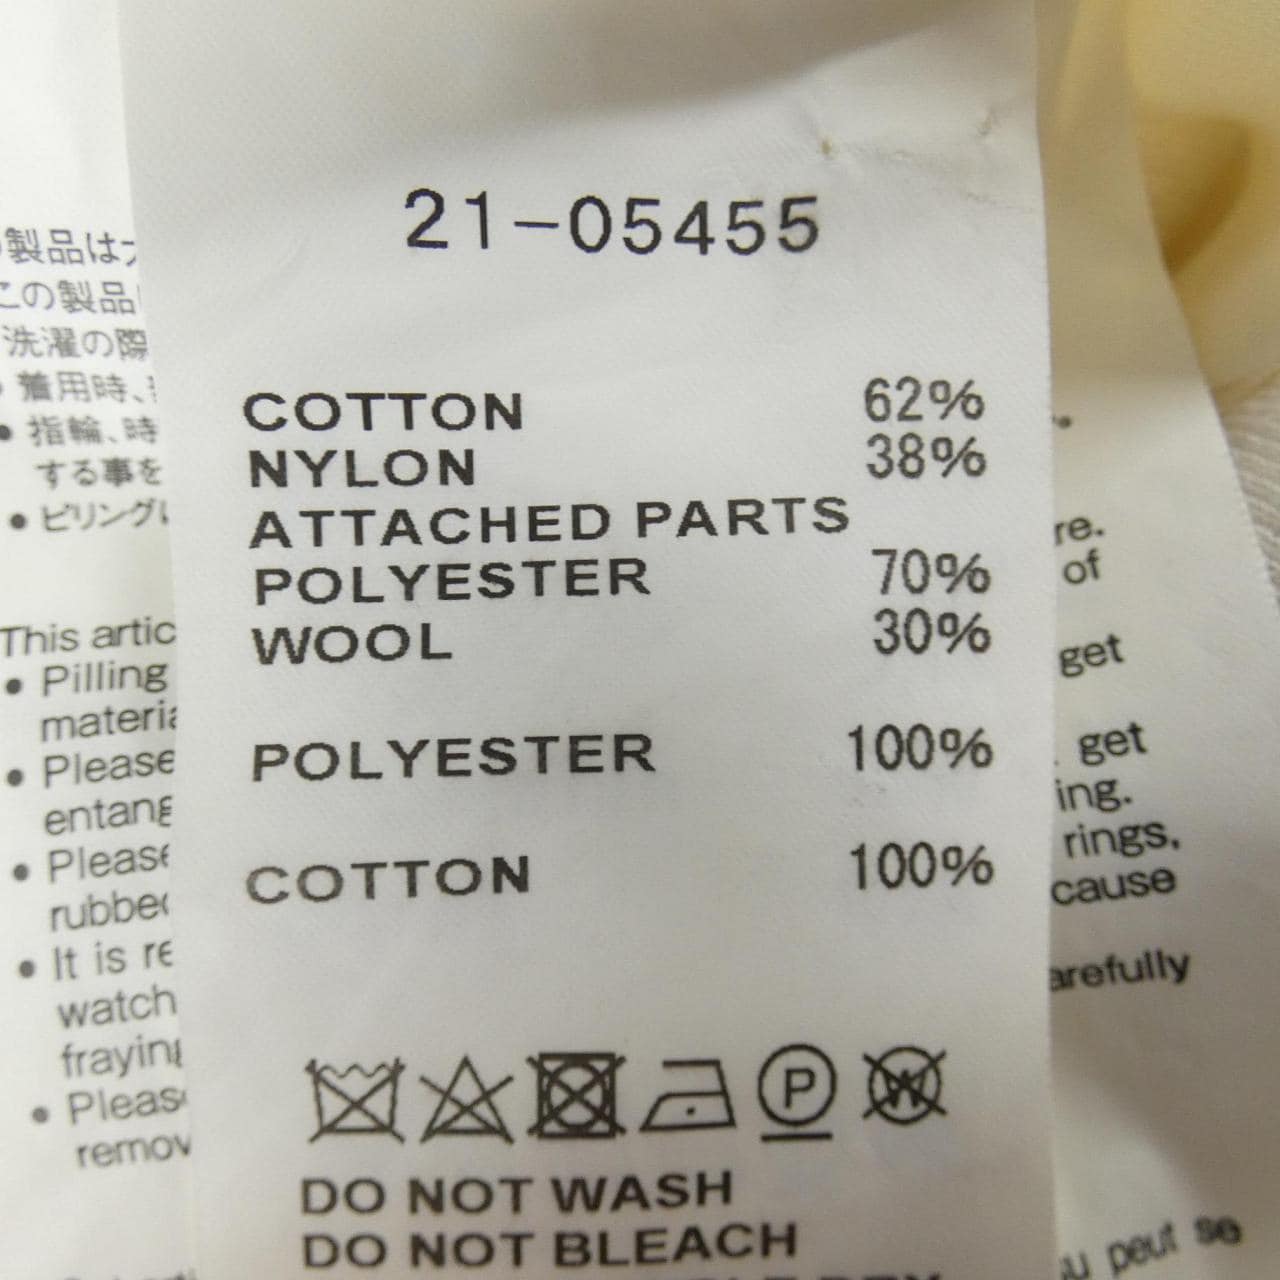 21-05455
COTTON 62%
NYLON 38%
ATTACHED PARTS
POLYESTER 70%
WOOL 30%
POLYESTER 100%
COTTON 100%
P
W
DO NOT WASH
DO NOT BLEACH
製品は
この製品
洗濯の際
着用時、
• 指輪、時
する事を
• ピリング
This artic
• Pilling
materia
• Please
entang
• Please
rubbe
• It is re
watch
fraying
• Pleas
remov
re.
of
get
get
ing.
rings,
cause
arefully
peut se